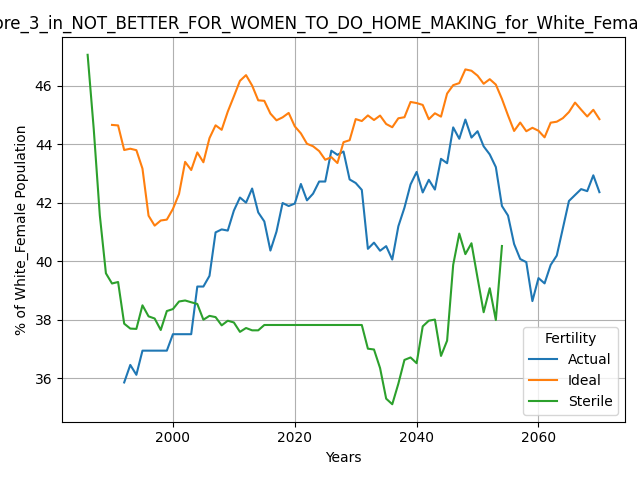 ore_3_in_NOT_BETTER_FOR_WOMEN_TO_DO_HOME_MAKING_for_White_Fema
% of White_Female Population
46
44
42
40
38
36
2000 2020 2040 2060
Years
Fertility
Actual
Ideal
Sterile